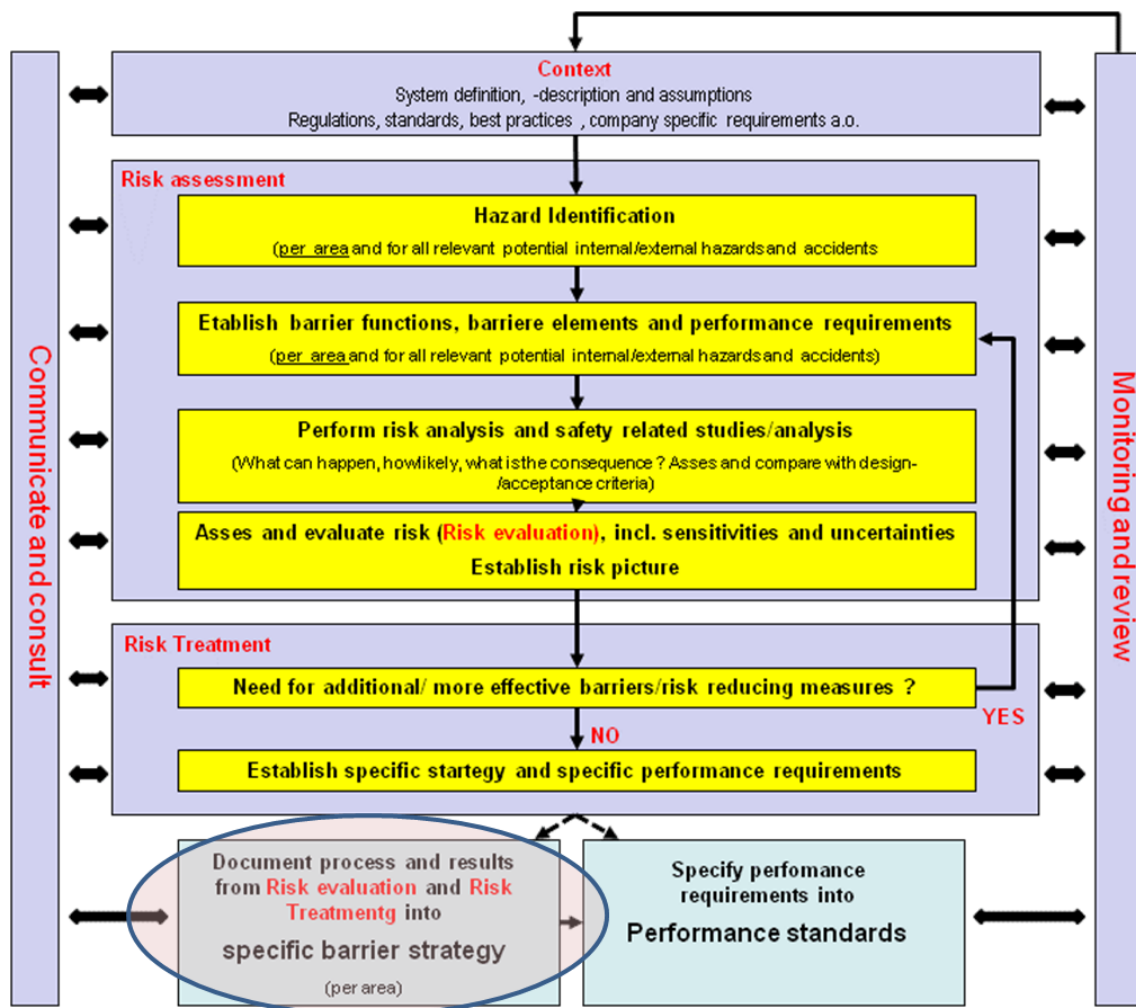 Context
System definition, -description and assumptions
Regulations, standards, best practices , company specific requirements a.o.
Risk assessment
Hazard Identification
(per area and for all relevant potential internal/external hazards and accidents
Etablish barrier functions, barriere elements and performance requirements
(per area and for all relevant potential internal/external hazards and accidents)
Perform risk analysis and safety related studies/analysis
(What can happen, how likely, what is the consequence ? Asses and compare with design-
/acceptance criteria)
Asses and evaluate risk (Risk evaluation), incl. sensitivities and uncertainties
Establish risk picture
Risk Treatment
Need for additional/ more effective barriers/risk reducing measures ?
YES
NO
Establish specific startegy and specific performance requirements
Document process and results
from Risk evaluation and Risk
Treatmentg into
specific barrier strategy
(per area)
Specify perfomance
requirements into
Performance standards
Communicate and consult
Monitoring and review